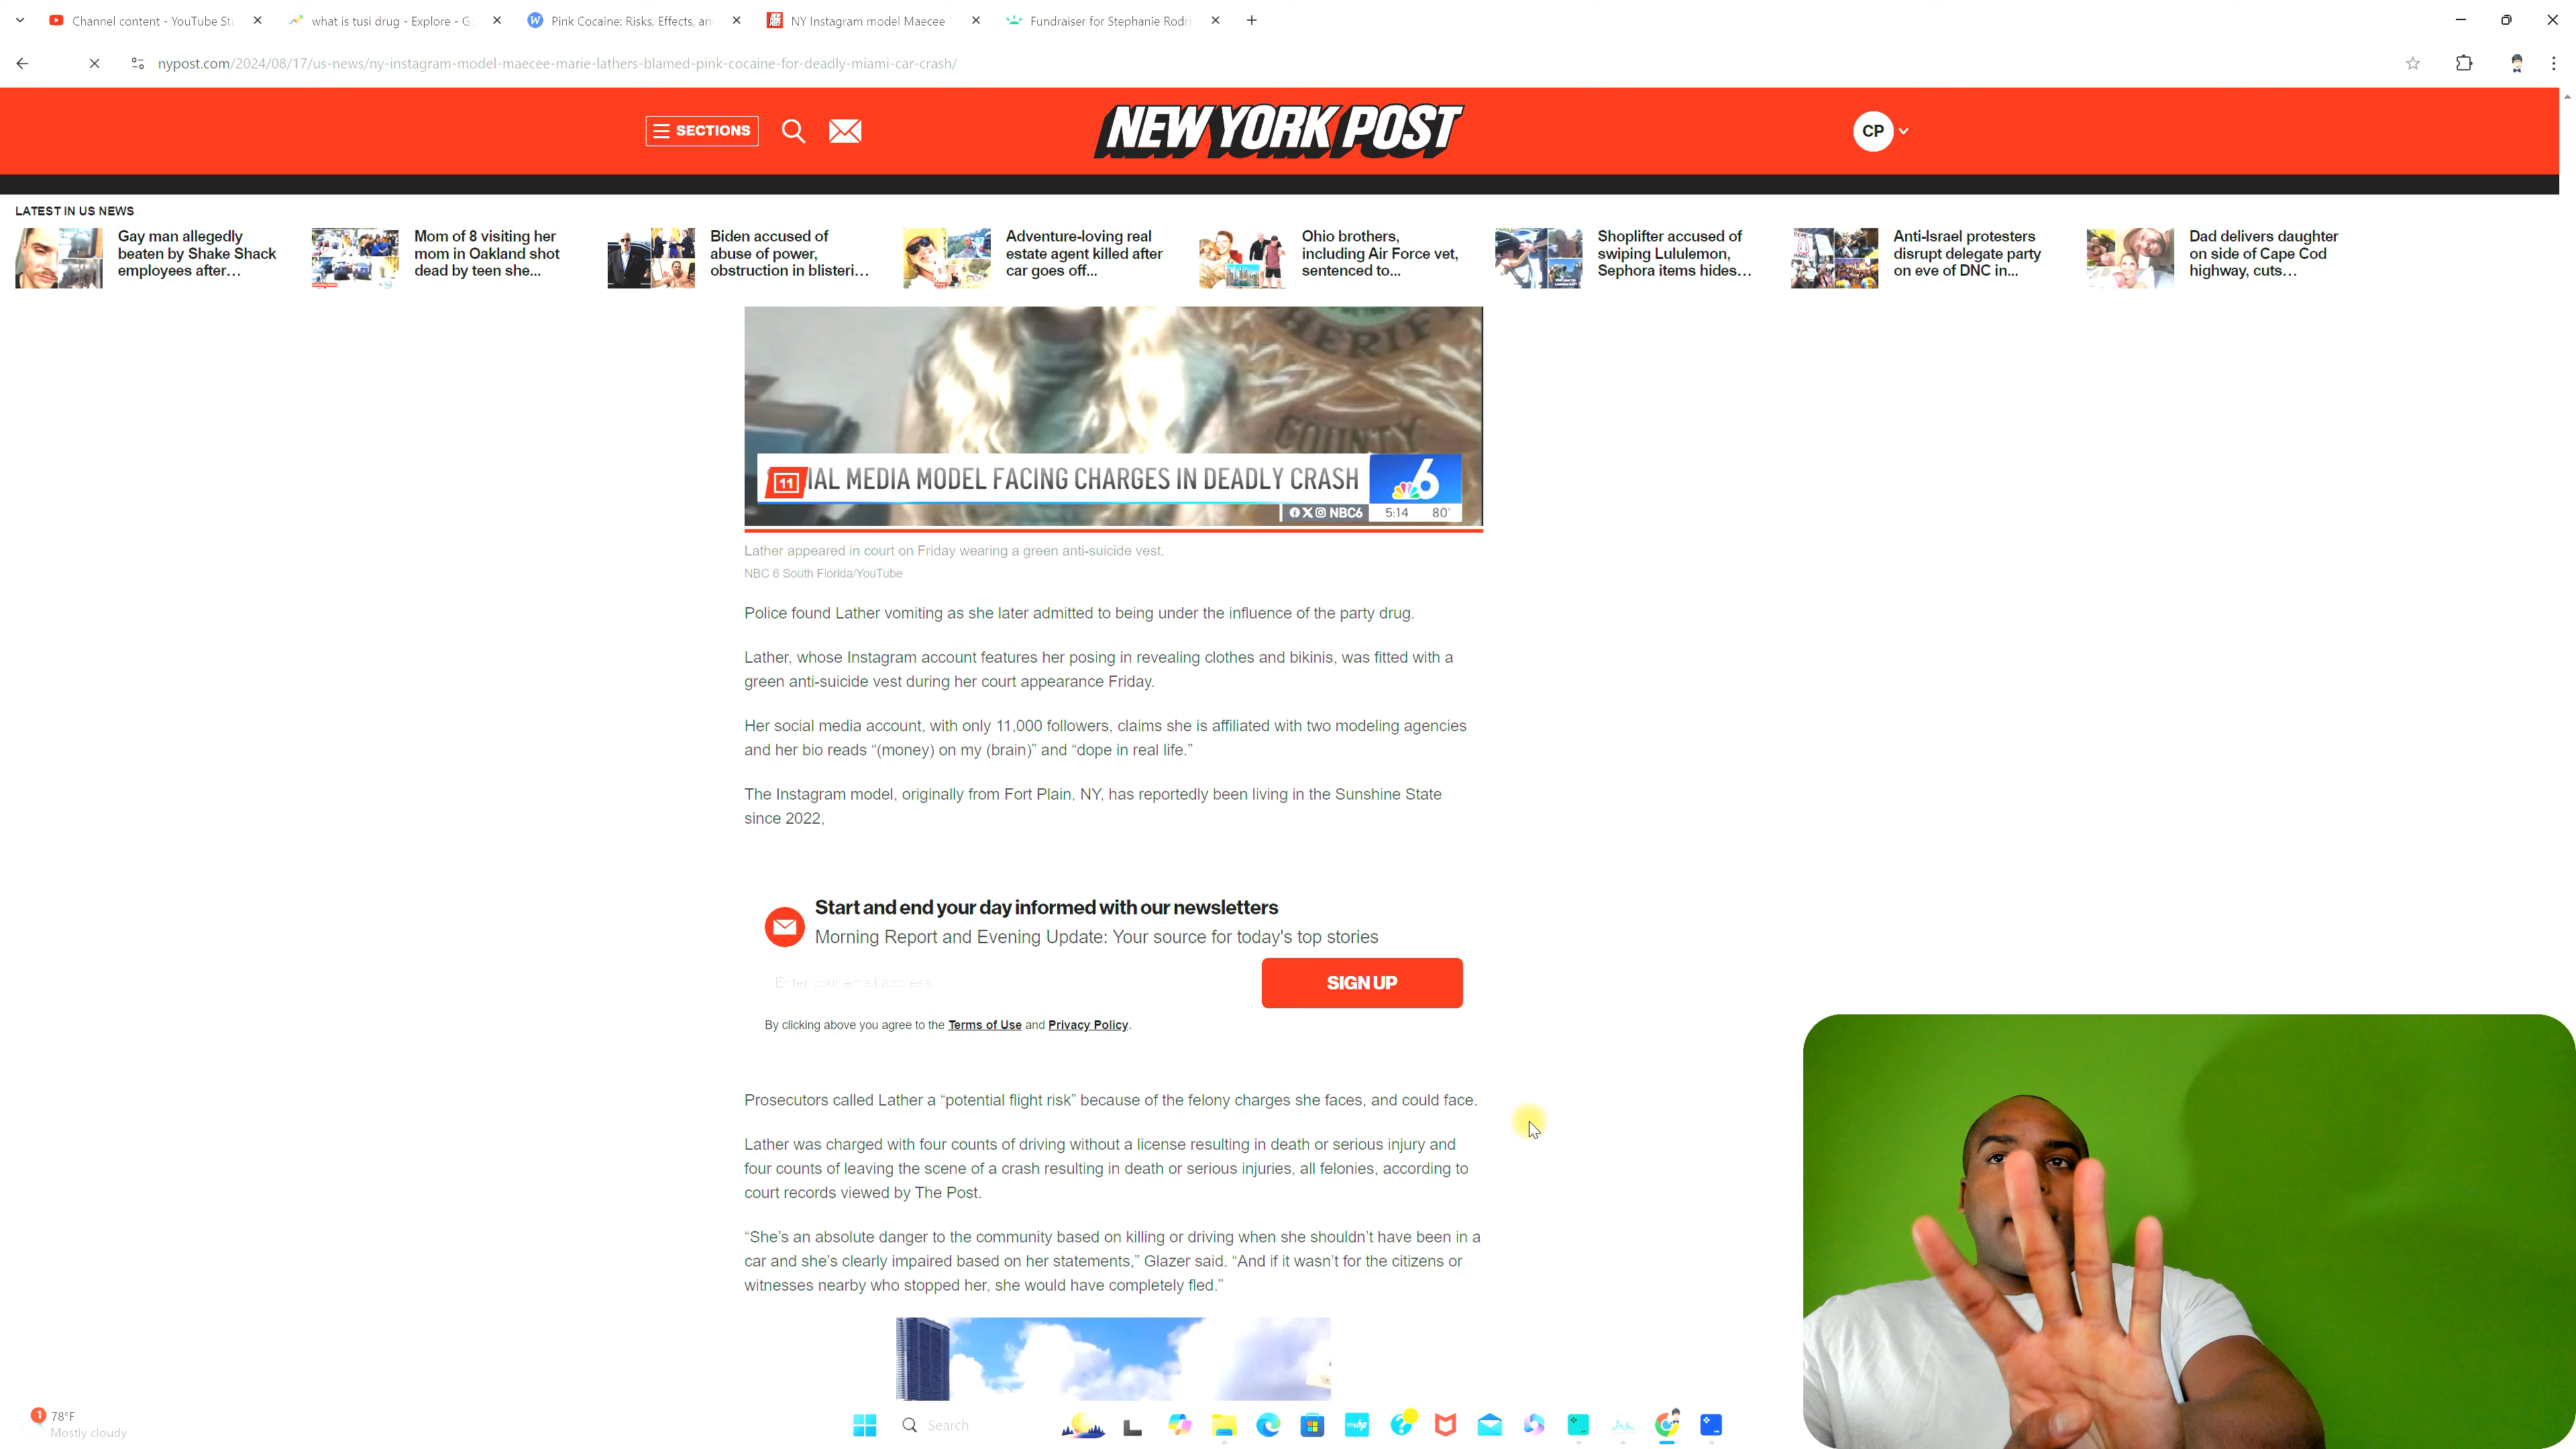 Channel content - YouTube St
what is tusi drug - Explore - Go
Pink Cocaine: Risks, Effects, an
NY Instagram model Maecee
Fundraiser for Stephanie Rodri
nypost.com/2024/08/17/us-news/ny-instagram-model-maecee-marie-lathers-blamed-pink-cocaine-for-deadly-miami-car-crash/
SECTIONS
NEW YORK POST
CP
LATEST IN US NEWS
Gay man allegedly
beaten by Shake Shack
employees after...
Mom of 8 visiting her
mom in Oakland shot
dead by teen she...
Biden accused of
abuse of power,
obstruction in blisteri...
Adventure-loving real
estate agent killed after
car goes off...
Ohio brothers,
including Air Force vet,
sentenced to...
Shoplifter accused of
swiping Lululemon,
Sephora items hides...
Anti-Israel protesters
disrupt delegate party
on eve of DNC in...
Dad delivers daughter
on side of Cape Cod
highway, cuts...
SHERIFF
COUNTY
11
IAL MEDIA MODEL FACING CHARGES IN DEADLY CRASH
6
NBC6
5:14 80°
Lather appeared in court on Friday wearing a green anti-suicide vest.
NBC 6 South Florida/YouTube
Police found Lather vomiting as she later admitted to being under the influence of the party drug.
Lather, whose Instagram account features her posing in revealing clothes and bikinis, was fitted with a
green anti-suicide vest during her court appearance Friday.
Her social media account, with only 11,000 followers, claims she is affiliated with two modeling agencies
and her bio reads “(money) on my (brain)” and “dope in real life.”
The Instagram model, originally from Fort Plain, NY, has reportedly been living in the Sunshine State
since 2022,
Start and end your day informed with our newsletters
Morning Report and Evening Update: Your source for today's top stories
Enter your email address
SIGN UP
By clicking above you agree to the Terms of Use and Privacy Policy.
Prosecutors called Lather a “potential flight risk” because of the felony charges she faces, and could face.
Lather was charged with four counts of driving without a license resulting in death or serious injury and
four counts of leaving the scene of a crash resulting in death or serious injuries, all felonies, according to
court records viewed by The Post.
“She’s an absolute danger to the community based on killing or driving when she shouldn’t have been in a
car and she’s clearly impaired based on her statements,” Glazer said. “And if it wasn’t for the citizens or
witnesses nearby who stopped her, she would have completely fled.”
1
78°F
Mostly cloudy
Search
myhp